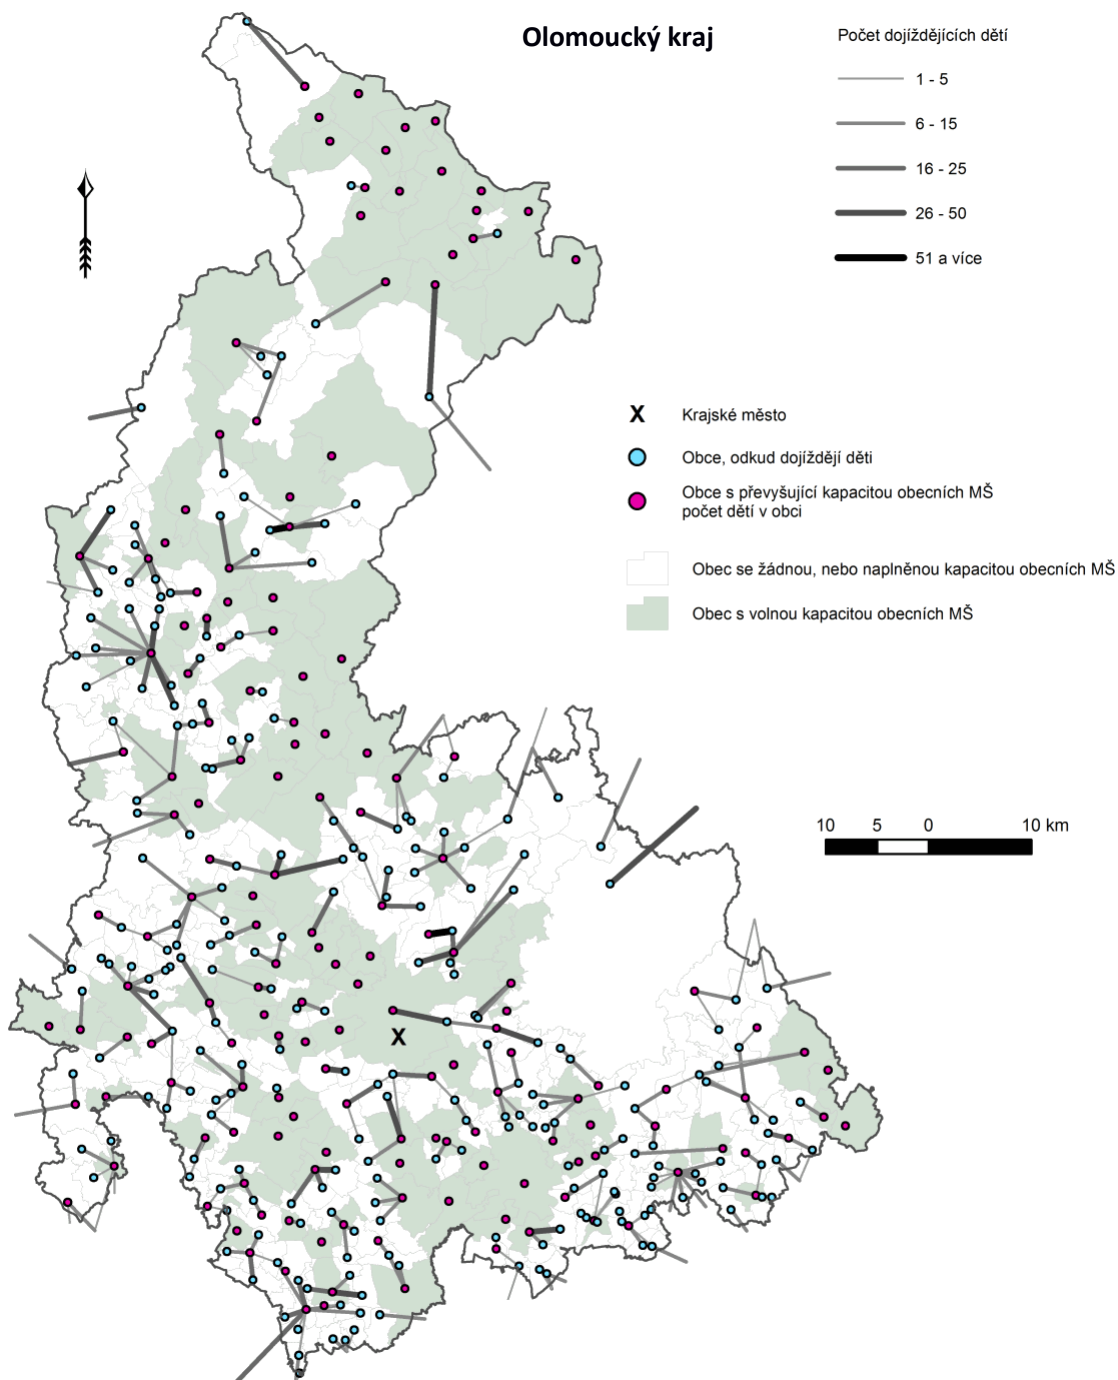 Olomoucký kraj
Počet dojíždějících dětí
1 - 5
6 - 15
16 - 25
26 - 50
51 a více
X Krajské město
Obce, odkud dojíždějí děti
Obce s převyšující kapacitou obecních MŠ
počet dětí v obci
Obec se žádnou, nebo naplněnou kapacitou obecních MŠ
Obec s volnou kapacitou obecních MŠ
10 5 0 10 km
X